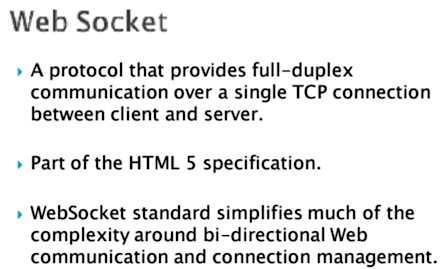 Web Socket
A protocol that provides full-duplex
communication over a single TCP connection
between client and server.
Part of the HTML 5 specification.
WebSocket standard simplifies much of the
complexity around bi-directional Web
communication and connection management.